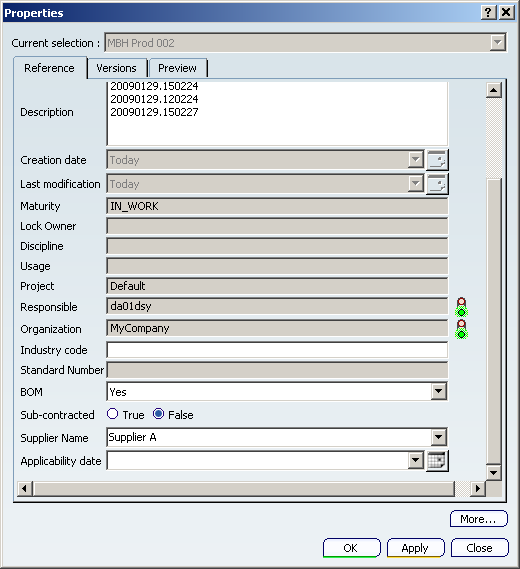 Properties
Current selection : MBH Prod 002
Reference Versions Preview
20090129.150224
20090129.120224
Description 20090129.150227
Creation date Today
Last modification Today
Maturity IN_WORK
Lock Owner
Discipline
Usage
Project Default
Responsible da01dsy
Organization MyCompany
Industry code
Standard Number
BOM Yes
Sub-contracted True False
Supplier Name Supplier A
Applicability date
More...
OK Apply Close